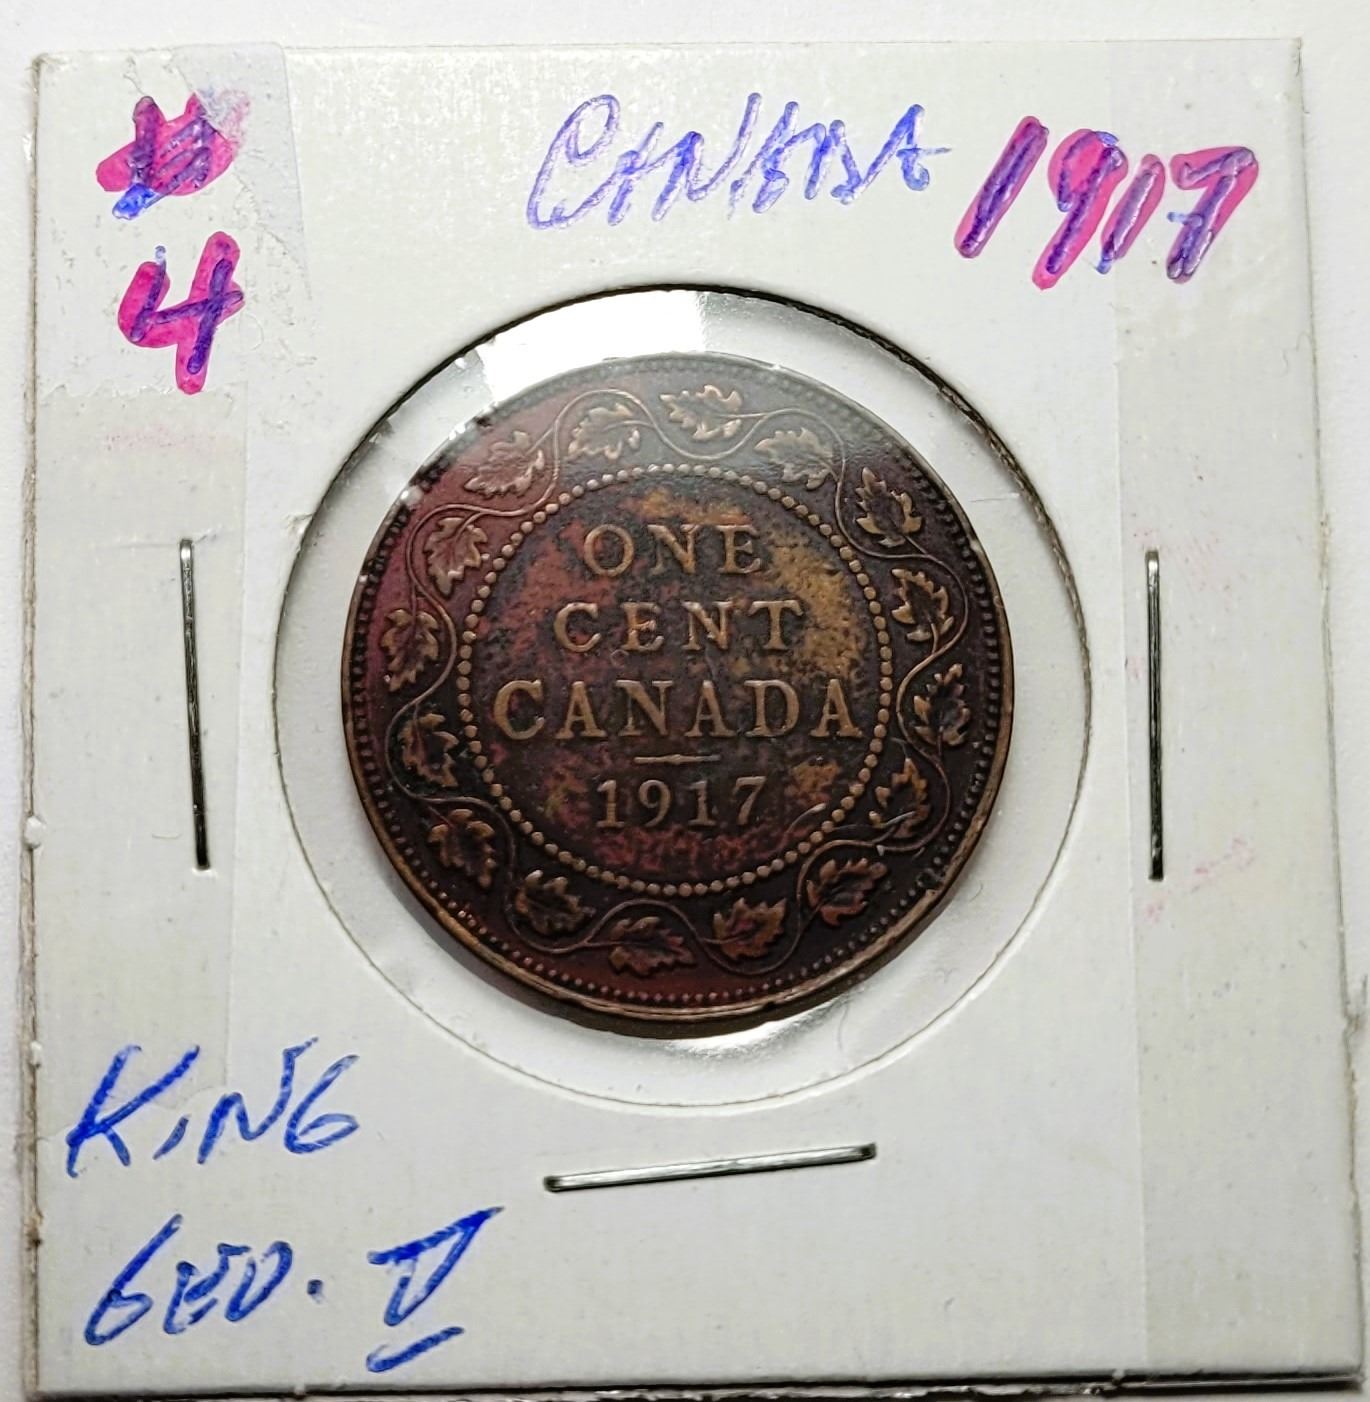 #
4
CANADA 1917
ONE
CENT
CANADA
1917
KING
GEO. V